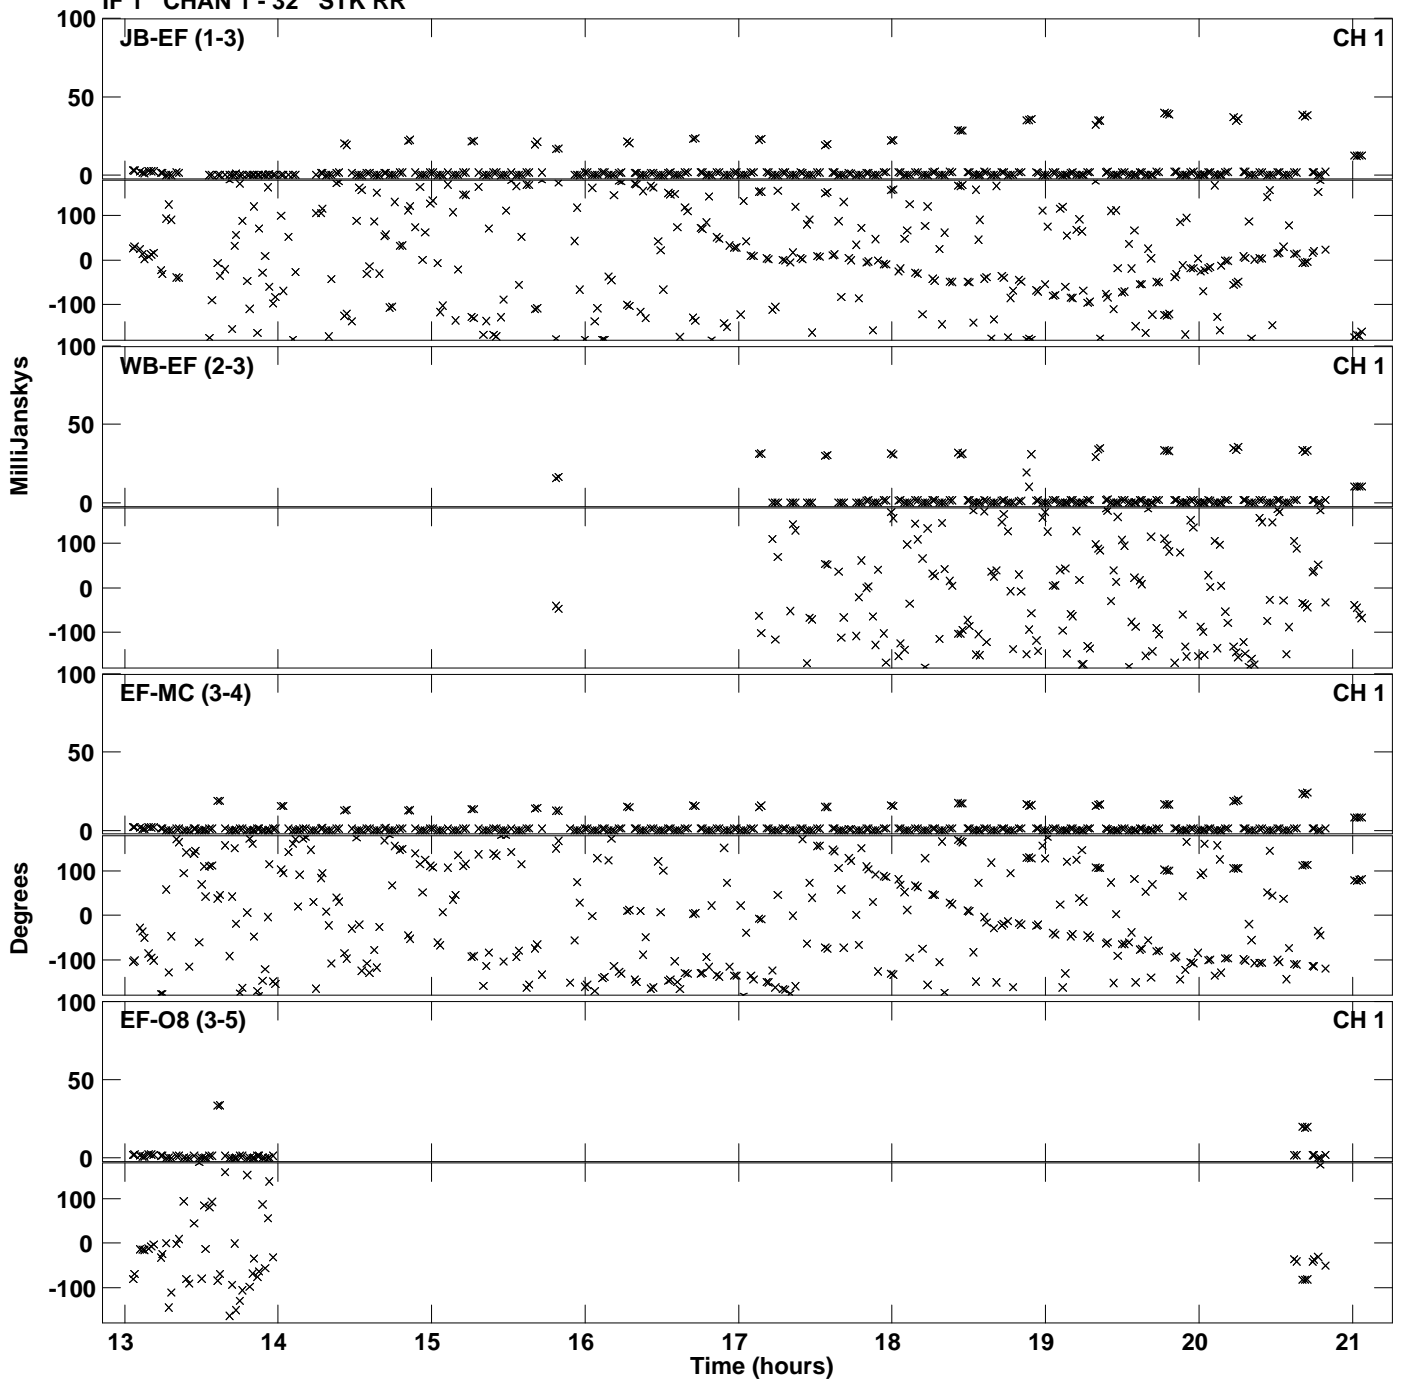 IF 1 CHAN 1 - 32 STK RR
100
JB-EF (1-3)
CH 1
50
0
100
0
-100
100
WB-EF (2-3)
CH 1
50
0
100
0
-100
100
EF-MC (3-4)
CH 1
50
0
100
0
-100
100
EF-O8 (3-5)
CH 1
50
0
100
0
-100
MilliJanskys
Degrees
13 14 15 16 17 18 19 20 21
Time (hours)